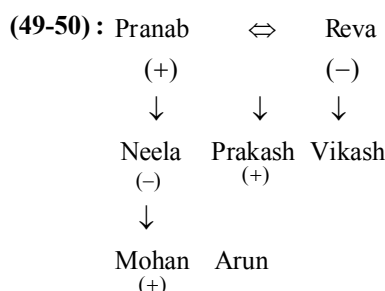 (49-50) : Pranab ⇔ Reva
(+) (−)
↓ ↓ ↓
Neela Prakash Vikash
(−) (+)
↓
Mohan Arun
(+)